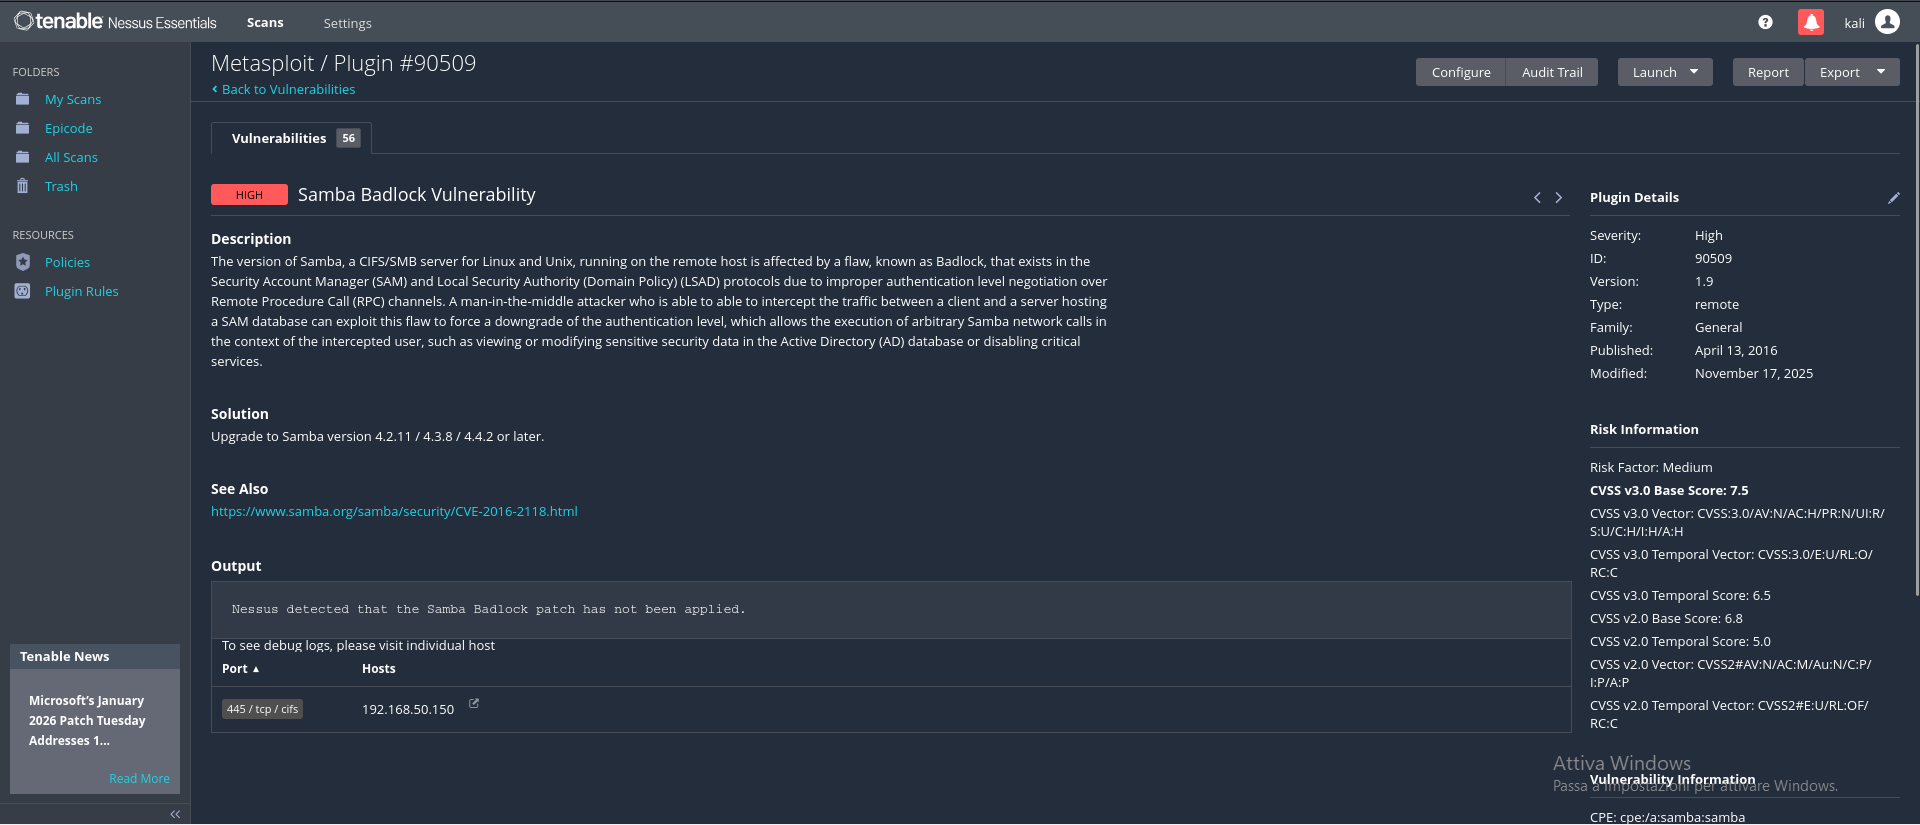 tenable Nessus Essentials Scans Settings kali
FOLDERS
My Scans
Epicode
All Scans
Trash
RESOURCES
Policies
Plugin Rules
Tenable News
Microsoft's January
2026 Patch Tuesday
Addresses 1...
Read More
Metasploit / Plugin #90509
Back to Vulnerabilities
Configure Audit Trail Launch Report Export
Vulnerabilities 56
HIGH Samba Badlock Vulnerability
Description
The version of Samba, a CIFS/SMB server for Linux and Unix, running on the remote host is affected by a flaw, known as Badlock, that exists in the
Security Account Manager (SAM) and Local Security Authority (Domain Policy) (LSAD) protocols due to improper authentication level negotiation over
Remote Procedure Call (RPC) channels. A man-in-the-middle attacker who is able to able to intercept the traffic between a client and a server hosting
a SAM database can exploit this flaw to force a downgrade of the authentication level, which allows the execution of arbitrary Samba network calls in
the context of the intercepted user, such as viewing or modifying sensitive security data in the Active Directory (AD) database or disabling critical
services.
Solution
Upgrade to Samba version 4.2.11 / 4.3.8 / 4.4.2 or later.
See Also
https://www.samba.org/samba/security/CVE-2016-2118.html
Output
Nessus detected that the Samba Badlock patch has not been applied.
To see debug logs, please visit individual host
Port ▲ Hosts
445 / tcp / cifs 192.168.50.150
Plugin Details
Severity: High
ID: 90509
Version: 1.9
Type: remote
Family: General
Published: April 13, 2016
Modified: November 17, 2025
Risk Information
Risk Factor: Medium
CVSS v3.0 Base Score: 7.5
CVSS v3.0 Vector: CVSS:3.0/AV:N/AC:H/PR:N/UI:R/
S:U/C:H/I:H/A:H
CVSS v3.0 Temporal Vector: CVSS:3.0/E:U/RL:O/
RC:C
CVSS v3.0 Temporal Score: 6.5
CVSS v2.0 Base Score: 6.8
CVSS v2.0 Temporal Score: 5.0
CVSS v2.0 Vector: CVSS2#AV:N/AC:M/Au:N/C:P/
I:P/A:P
CVSS v2.0 Temporal Vector: CVSS2#E:U/RL:OF/
RC:C
Attiva Windows
Vulnerability Information
Passa a Impostazioni per attivare Windows.
CPE: cpe:/a:samba:samba